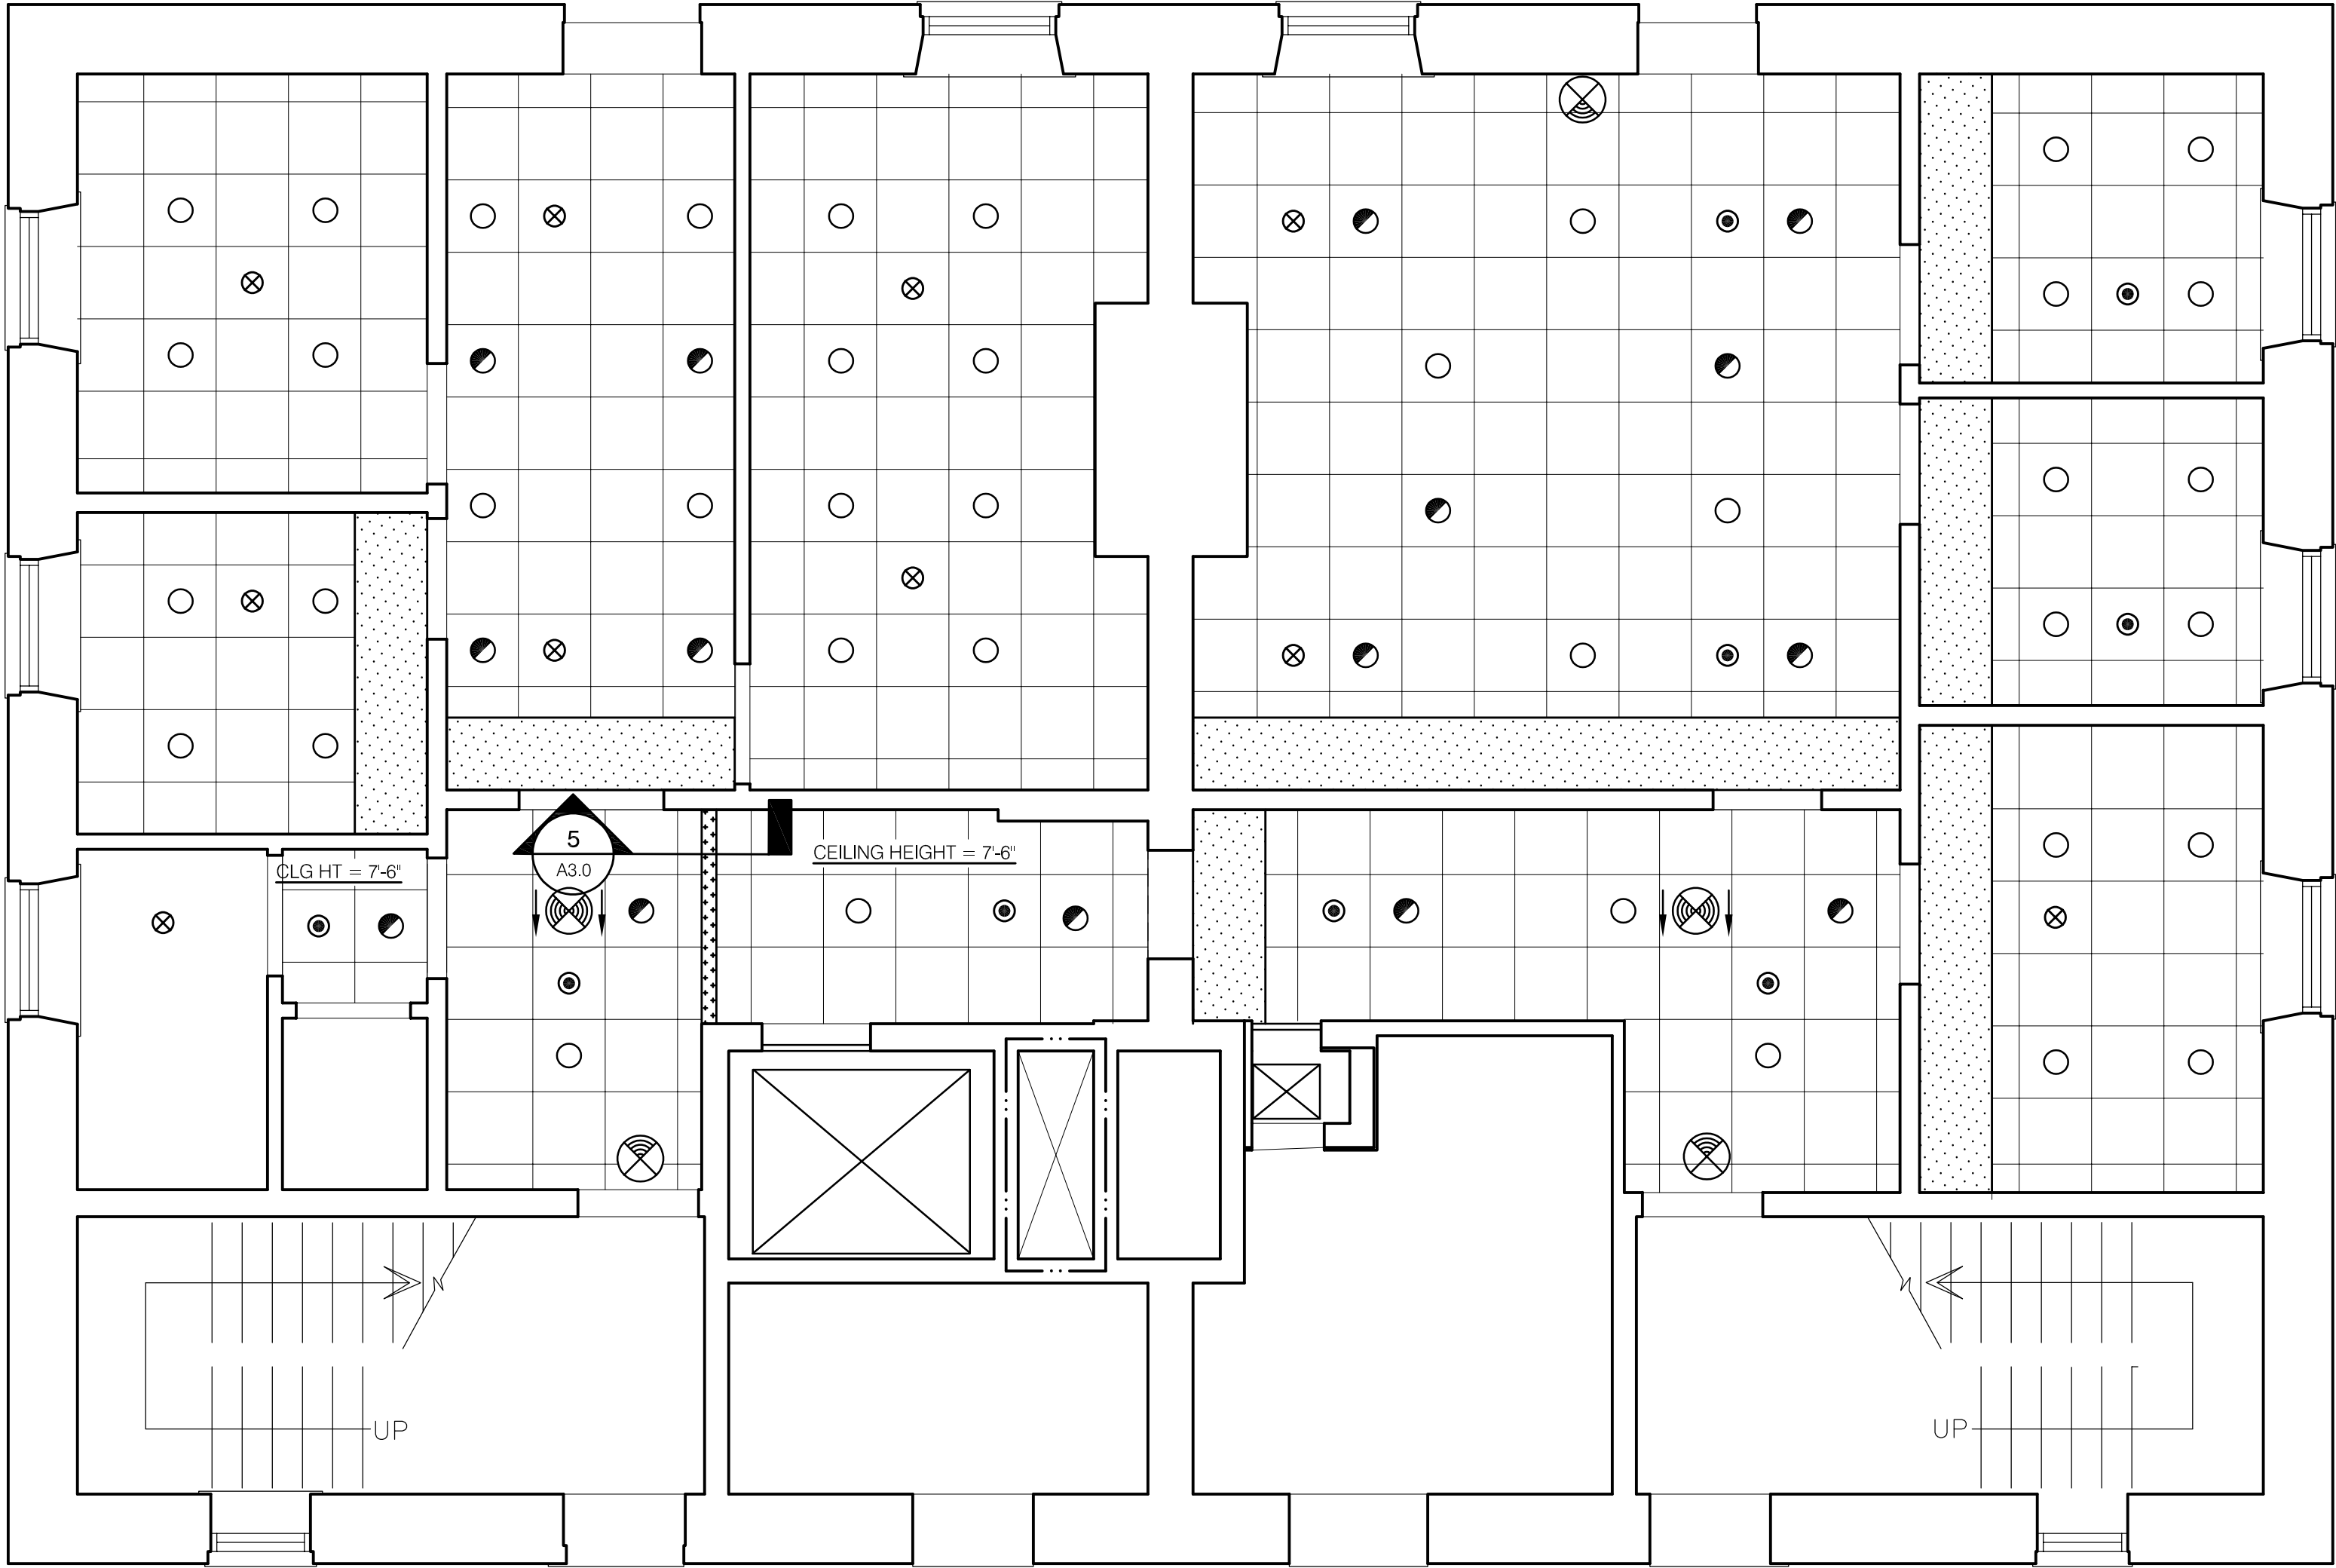 5
A3.0
CEILING HEIGHT = 7'-6"
CLG HT = 7'-6"
UP
UP